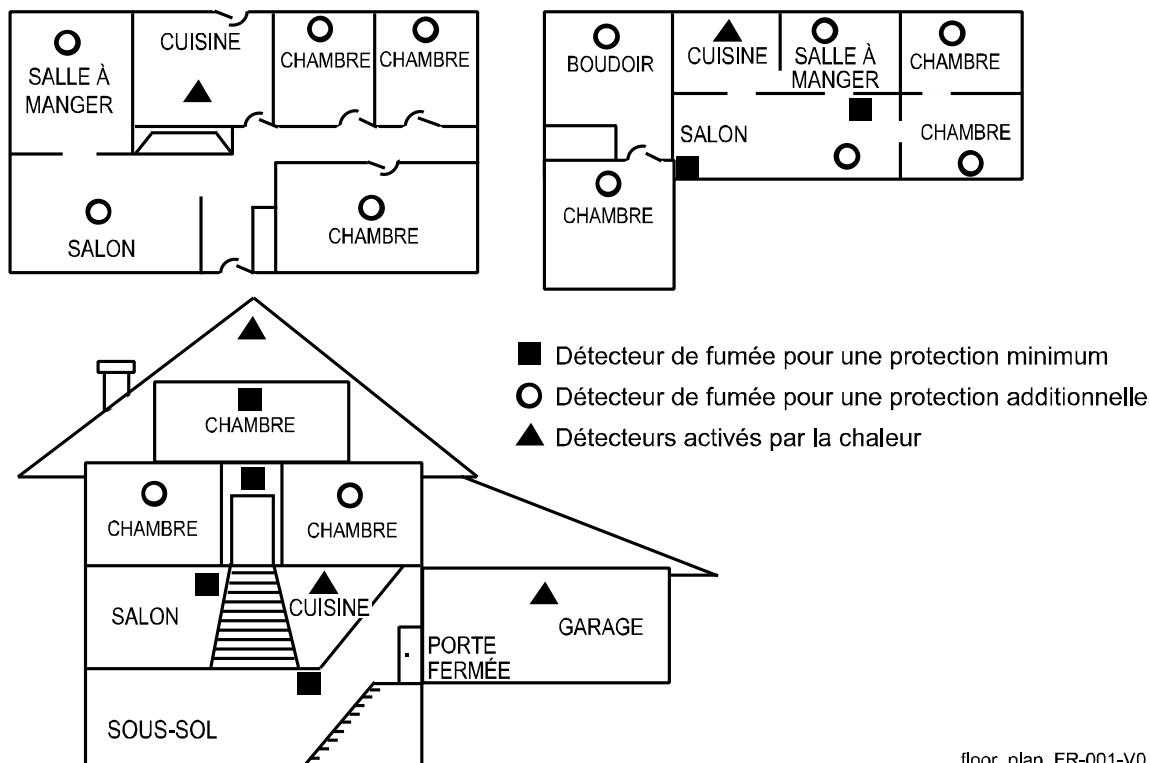 SALLE À
MANGER
CUISINE
CHAMBRE
CHAMBRE
SALON
CHAMBRE
BOUDOIR
CUISINE
SALLE À
MANGER
CHAMBRE
SALON
CHAMBRE
CHAMBRE
Détecteur de fumée pour une protection minimum
Détecteur de fumée pour une protection additionnelle
Détecteurs activés par la chaleur
CHAMBRE
CHAMBRE
CHAMBRE
SALON
CUISINE
GARAGE
PORTE
FERMÉE
SOUS-SOL
floor_plan_FR-001-V0